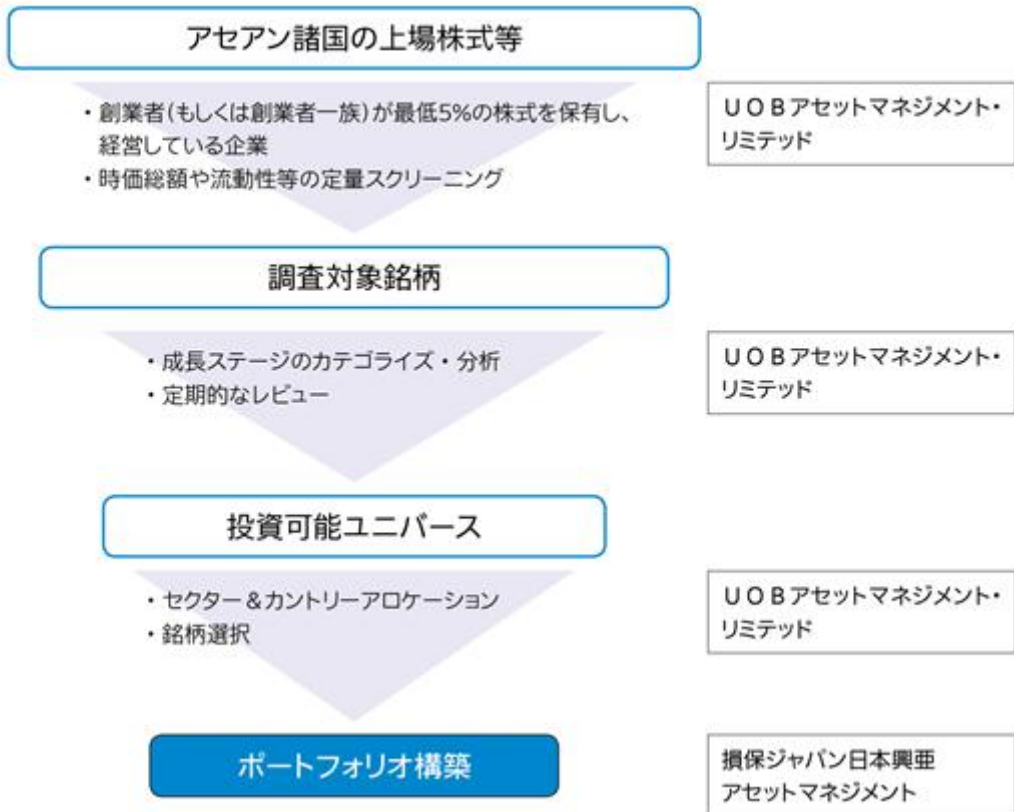 アセアン諸国の上場株式等
・創業者(もしくは創業者一族)が最低5%の株式を保有し、
経営している企業
・時価総額や流動性等の定量スクリーニング
UOBアセットマネジメント・
リミテッド
調査対象銘柄
・成長ステージのカテゴライズ・分析
・定期的なレビュー
UOBアセットマネジメント・
リミテッド
投資可能ユニバース
・セクター&カントリーアロケーション
・銘柄選択
UOBアセットマネジメント・
リミテッド
ポートフォリオ構築
損保ジャパン日本興亜
アセットマネジメント